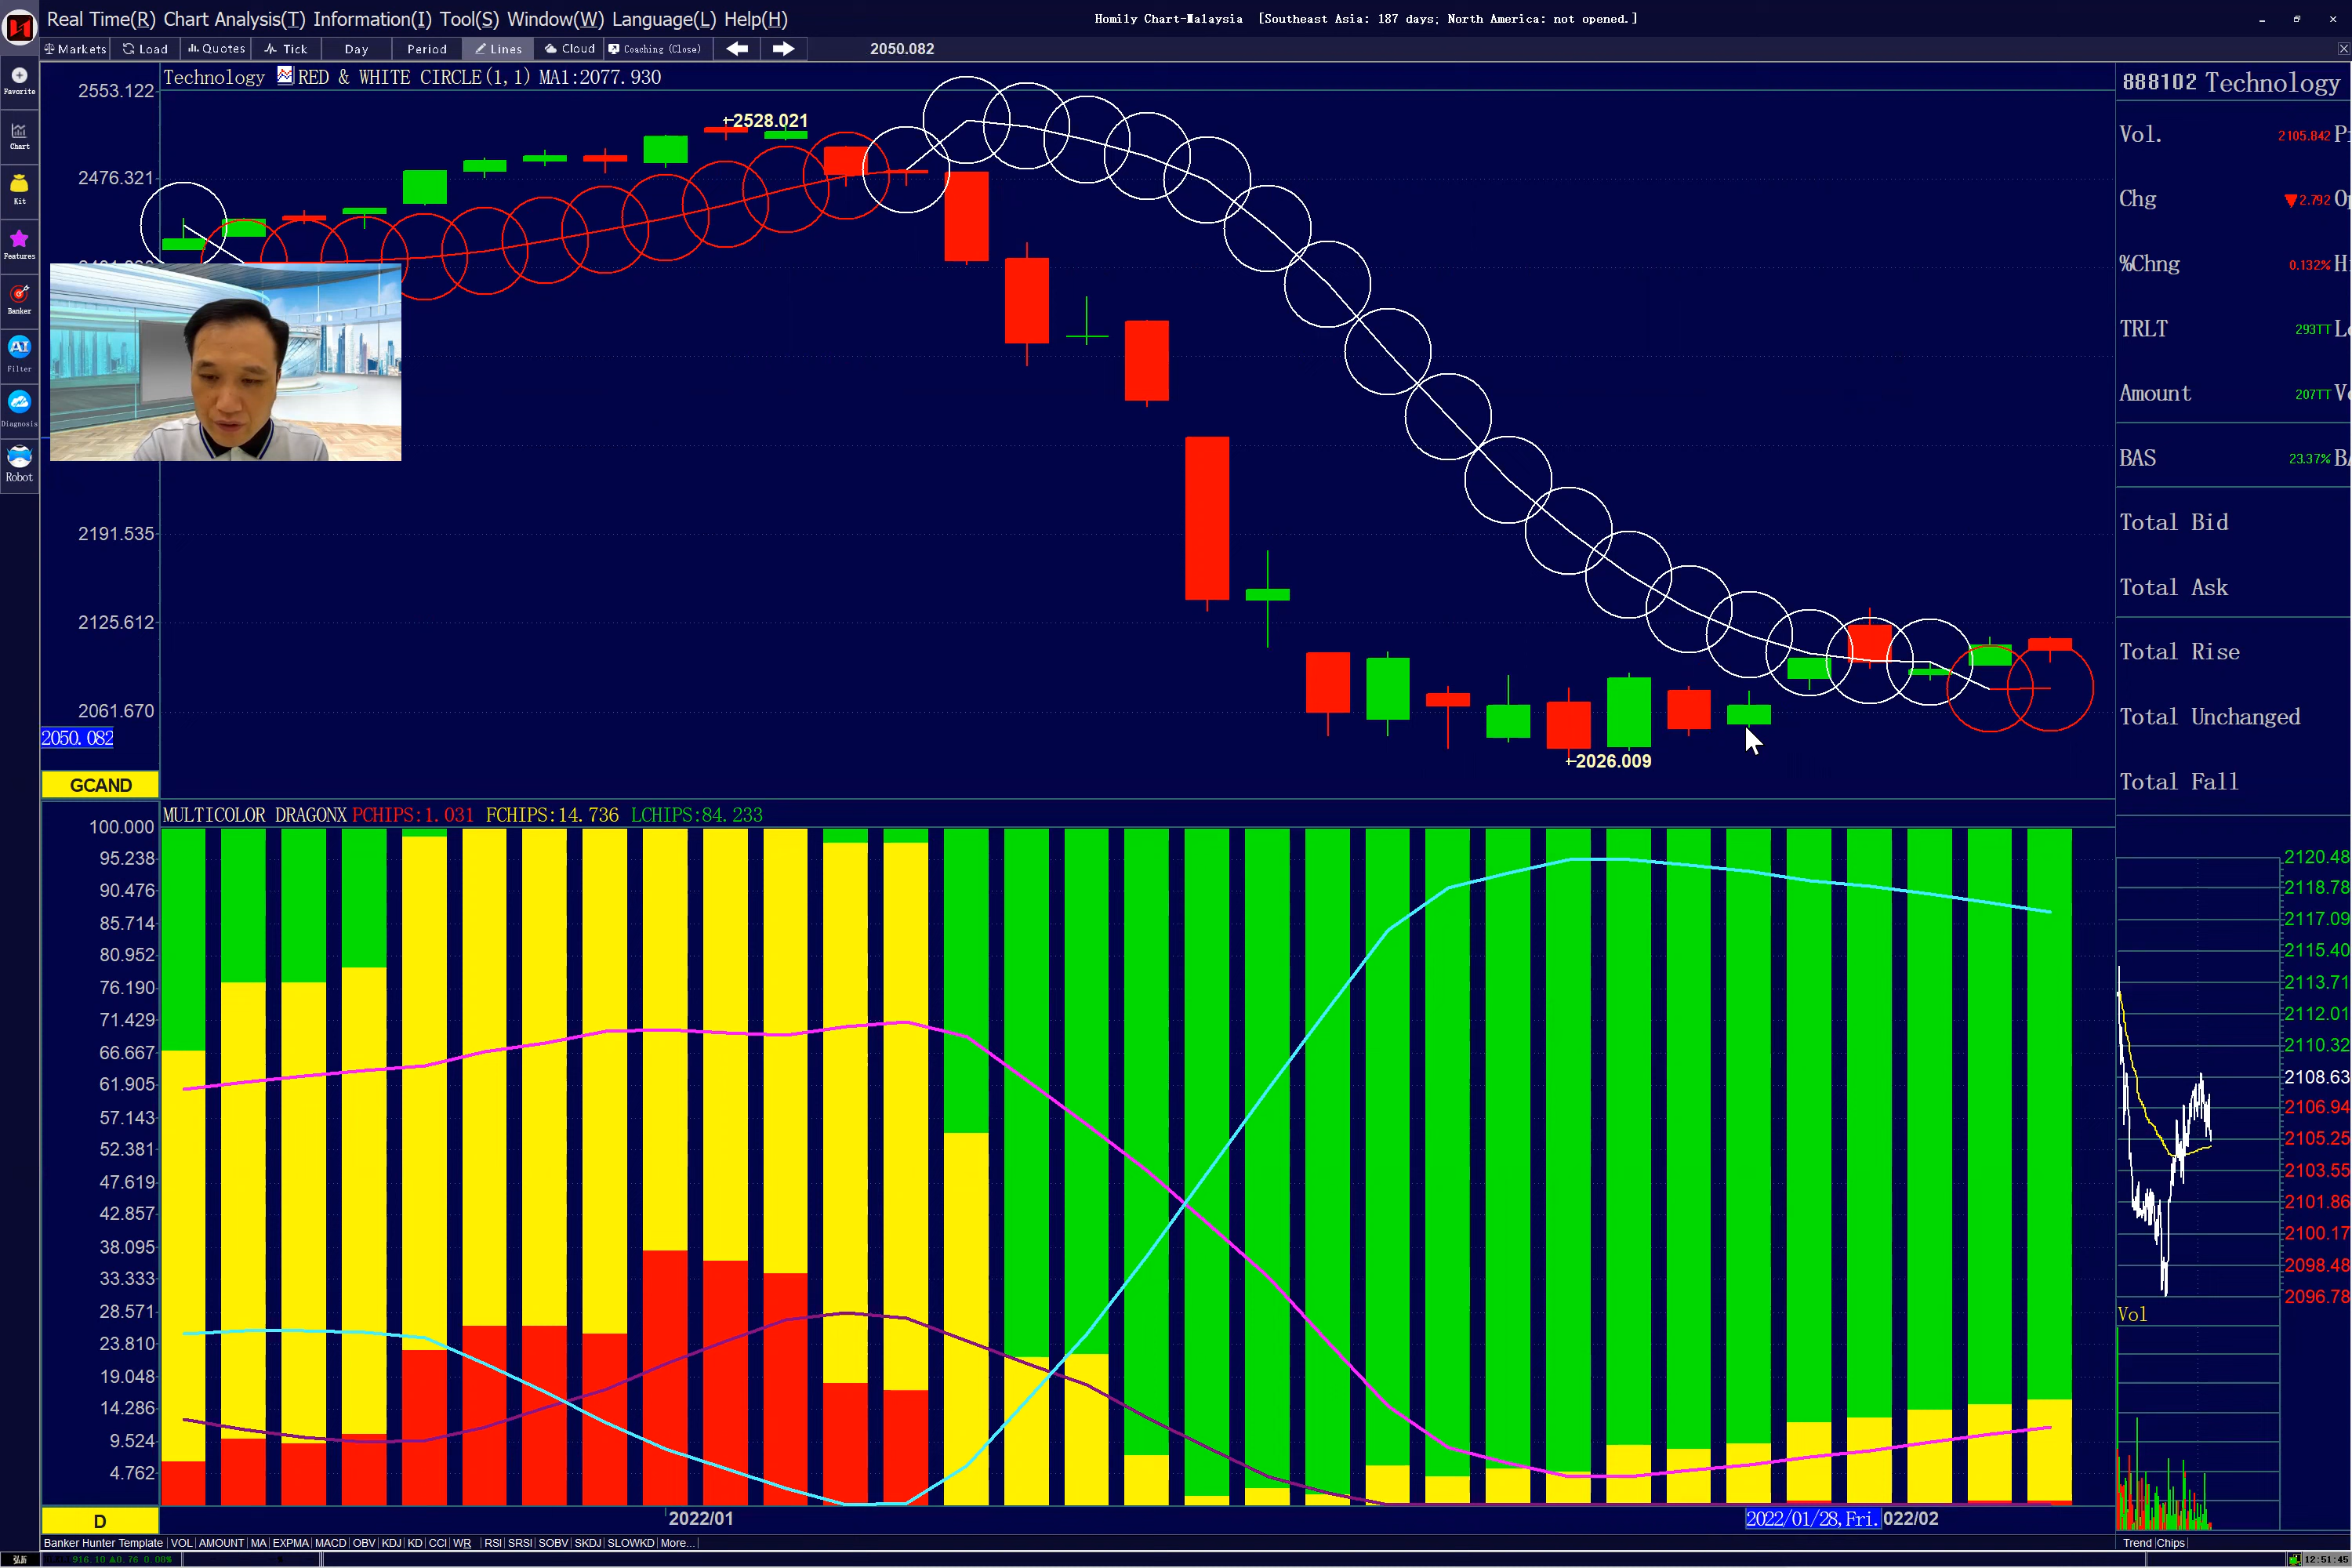 Real Time(R) Chart Analysis(T) Information(I) Tool(S) Window(W) Language(L) Help(H)
Homily Chart-Malaysia [Southeast Asia: 187 days; North America: not opened.]
Markets Load Quotes Tick Day Period Lines Cloud Coaching (Close) 2050.082
Favorite
Chart
Kit
Features
Banker
AI
Filter
Diagnosis
Robot
Technology RED & WHITE CIRCLE(1,1) MA1:2077.930
2553.122
2476.321
2191.535
2125.612
2061.670
2050.082
GCAND
2528.021
2026.009
MULTICOLOR DRAGONX PCHIPS:1.031 FCHIPS:14.736 LCHIPS:84.233
100.000
95.238
90.476
85.714
80.952
76.190
71.429
66.667
61.905
57.143
52.381
47.619
42.857
38.095
33.333
28.571
23.810
19.048
14.286
9.524
4.762
D
2022/01
2022/01/28,Fri. 022/02
888102 Technology
Vol. 2105.842
Chg ▼2.792
%Chng 0.132%
TRLT 293TT
Amount 207TT
BAS 23.37%
Total Bid
Total Ask
Total Rise
Total Unchanged
Total Fall
2120.48
2118.78
2117.09
2115.40
2113.71
2112.01
2110.32
2108.63
2106.94
2105.25
2103.55
2101.86
2100.17
2098.48
2096.78
Vol
Trend Chips
Banker Hunter Template VOL AMOUNT MA EXPMA MACD OBV KDJ KD CCI WR RSI SRSI SOBV SKDJ SLOWKD More...
916.10 ▲0.76 0.08%